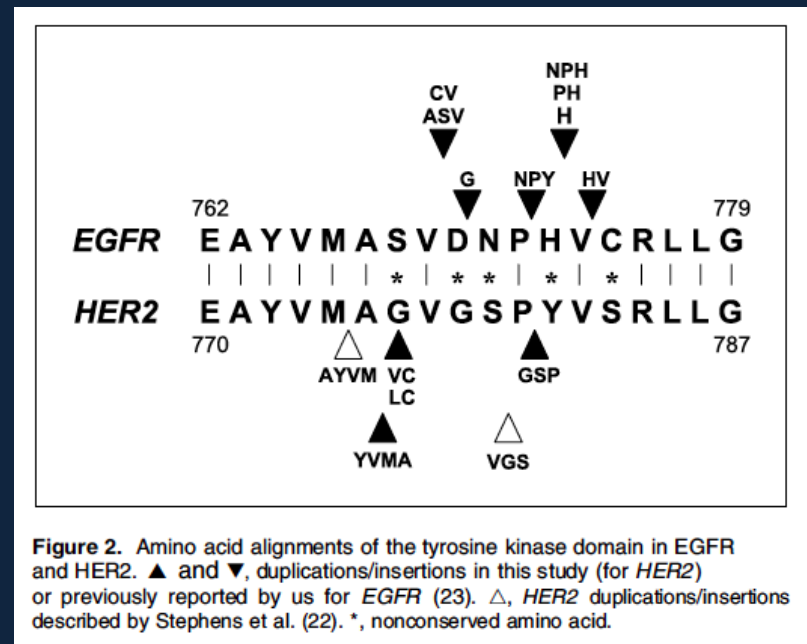 NPH
CV PH
ASV H
▼ ▼
G NPY HV
▼ ▼ ▼
762 779
EGFR E A Y V M A S V D N P H V C R L L G
| | | | | | * | * * | * | * | | | |
HER2 E A Y V M A G V G S P Y V S R L L G
770 787
△ ▲ ▲
AYVM VC GSP
LC
▲ △
YVMA VGS
Figure 2. Amino acid alignments of the tyrosine kinase domain in EGFR
and HER2. ▲ and ▼, duplications/insertions in this study (for HER2)
or previously reported by us for EGFR (23). △, HER2 duplications/insertions
described by Stephens et al. (22). *, nonconserved amino acid.